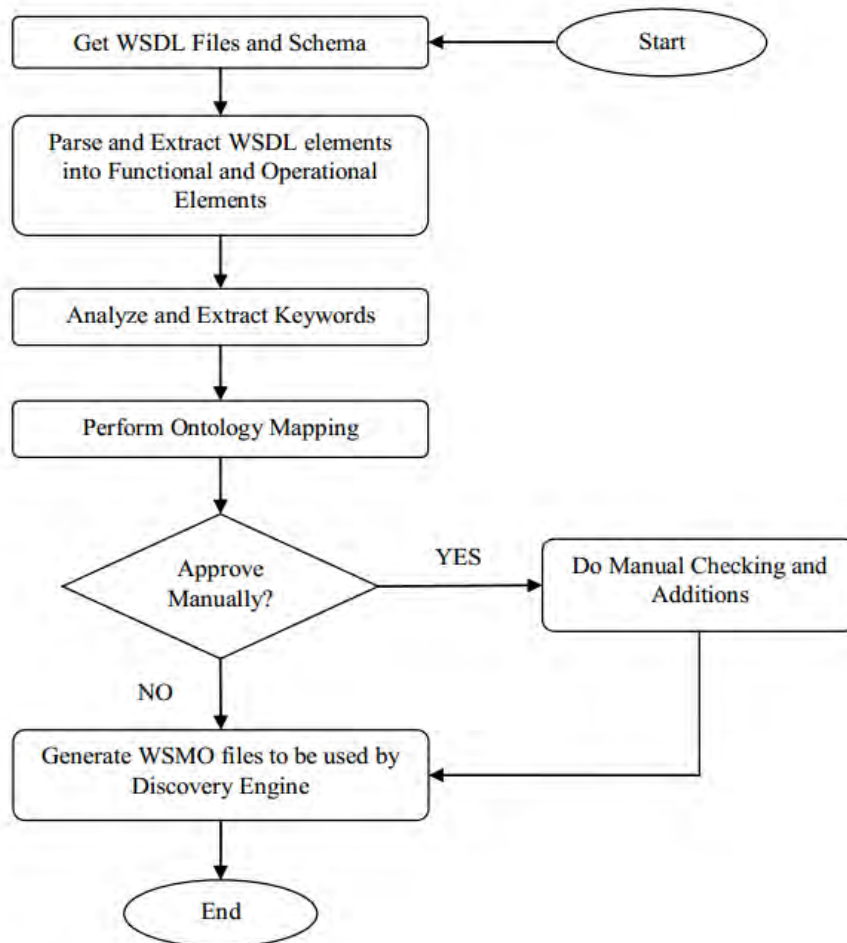 Start
Get WSDL Files and Schema
Parse and Extract WSDL elements
into Functional and Operational
Elements
Analyze and Extract Keywords
Perform Ontology Mapping
Approve
Manually?
YES
Do Manual Checking and
Additions
NO
Generate WSMO files to be used by
Discovery Engine
End